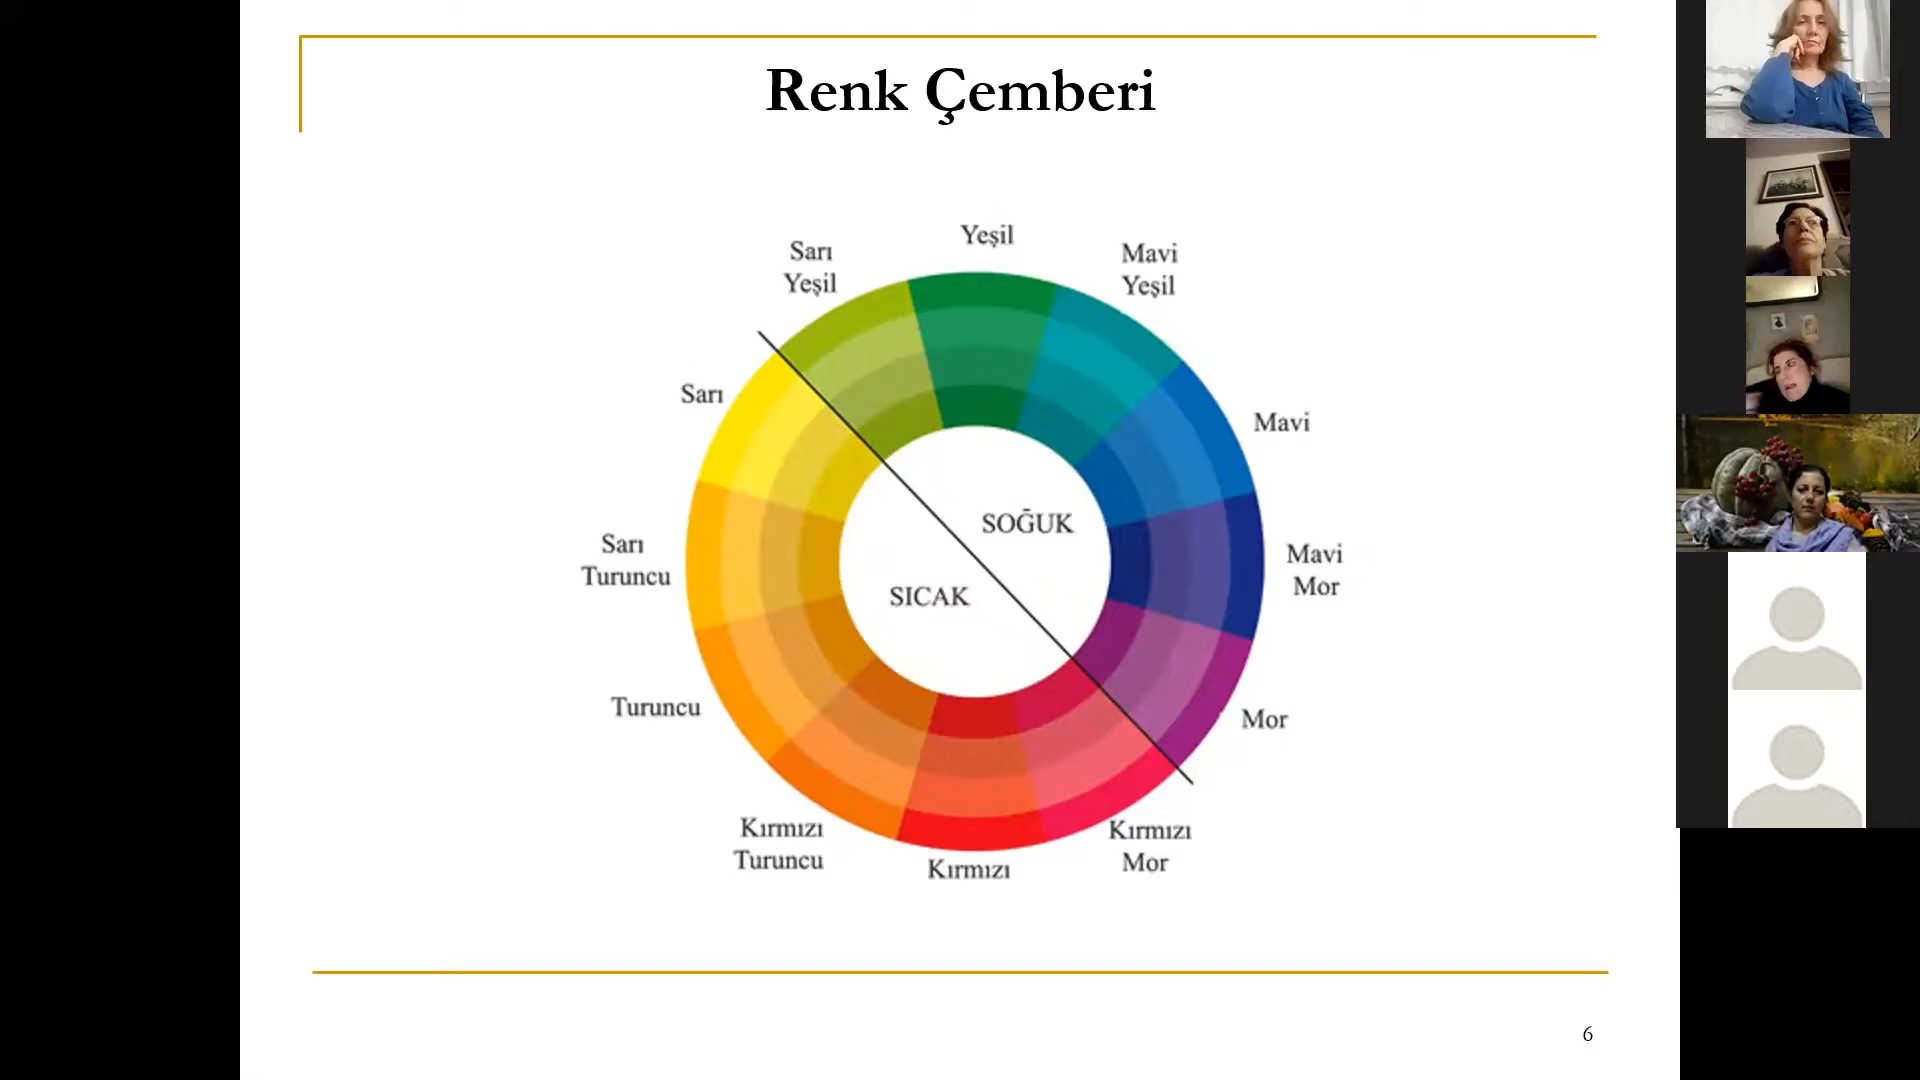 Renk Çemberi
Yeşil
Sarı
Yeşil
Mavi
Yeşil
Sarı
Mavi
SOĞUK
Sarı
Turuncu
Mavi
Mor
SICAK
Turuncu
Mor
Kırmızı
Turuncu
Kırmızı
Kırmızı
Mor
6